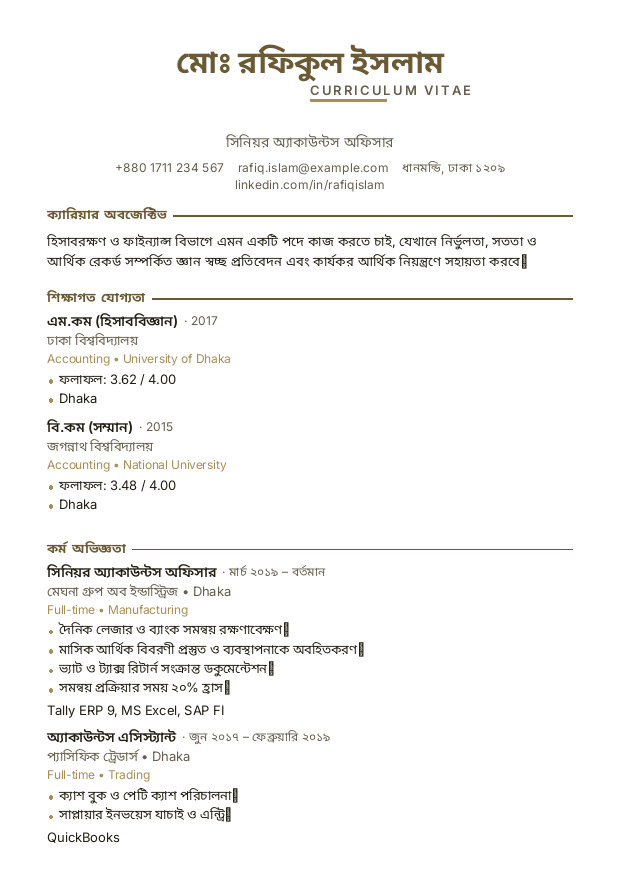 মোঃ রফিকুল ইসলাম
CURRICULUM VITAE
সিনিয়র অ্যাকাউন্টস অফিসার
+880 1711 234 567 rafiq.islam@example.com ধানমন্ডি, ঢাকা ১২০৯
linkedin.com/in/rafiqislam
ক্যারিয়ার অবজেক্টিভ
হিসাবরক্ষণ ও ফাইন্যান্স বিভাগে এমন একটি পদে কাজ করতে চাই, যেখানে নির্ভুলতা, সততা ও
আর্থিক রেকর্ড সম্পর্কিত জ্ঞান স্বচ্ছ প্রতিবেদন এবং কার্যকর আর্থিক নিয়ন্ত্রণে সহায়তা করবে
শিক্ষাগত যোগ্যতা
এম.কম (হিসাববিজ্ঞান) · 2017
ঢাকা বিশ্ববিদ্যালয়
Accounting • University of Dhaka
• ফলাফল: 3.62 / 4.00
• Dhaka
বি.কম (সম্মান) · 2015
জগন্নাথ বিশ্ববিদ্যালয়
Accounting • National University
• ফলাফল: 3.48 / 4.00
• Dhaka
কর্ম অভিজ্ঞতা
সিনিয়র অ্যাকাউন্টস অফিসার · মার্চ ২০১৯ – বর্তমান
মেঘনা গ্রুপ অব ইন্ডাস্ট্রিজ • Dhaka
Full-time • Manufacturing
• দৈনিক লেজার ও ব্যাংক সমন্বয় রক্ষণাবেক্ষণ
• মাসিক আর্থিক বিবরণী প্রস্তুত ও ব্যবস্থাপনাকে অবহিতকরণ
• ভ্যাট ও ট্যাক্স রিটার্ন সংক্রান্ত ডকুমেন্টেশন
• সমন্বয় প্রক্রিয়ার সময় ২০% হ্রাস
Tally ERP 9, MS Excel, SAP FI
অ্যাকাউন্টস এসিস্ট্যান্ট · জুন ২০১৭ – ফেব্রুয়ারি ২০১৯
প্যাসিফিক ট্রেডার্স • Dhaka
Full-time • Trading
• ক্যাশ বুক ও পেটি ক্যাশ পরিচালনা
• সাপ্লায়ার ইনভয়েস যাচাই ও এন্ট্রি
QuickBooks